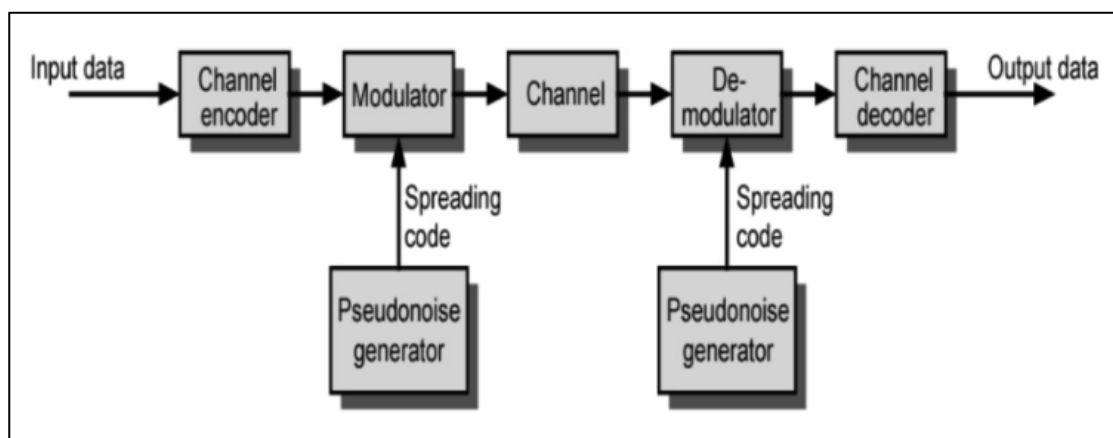 Input data
Channel
encoder
Modulator
Channel
De-
modulator
Channel
decoder
Output data
Spreading
code
Spreading
code
Pseudonoise
generator
Pseudonoise
generator